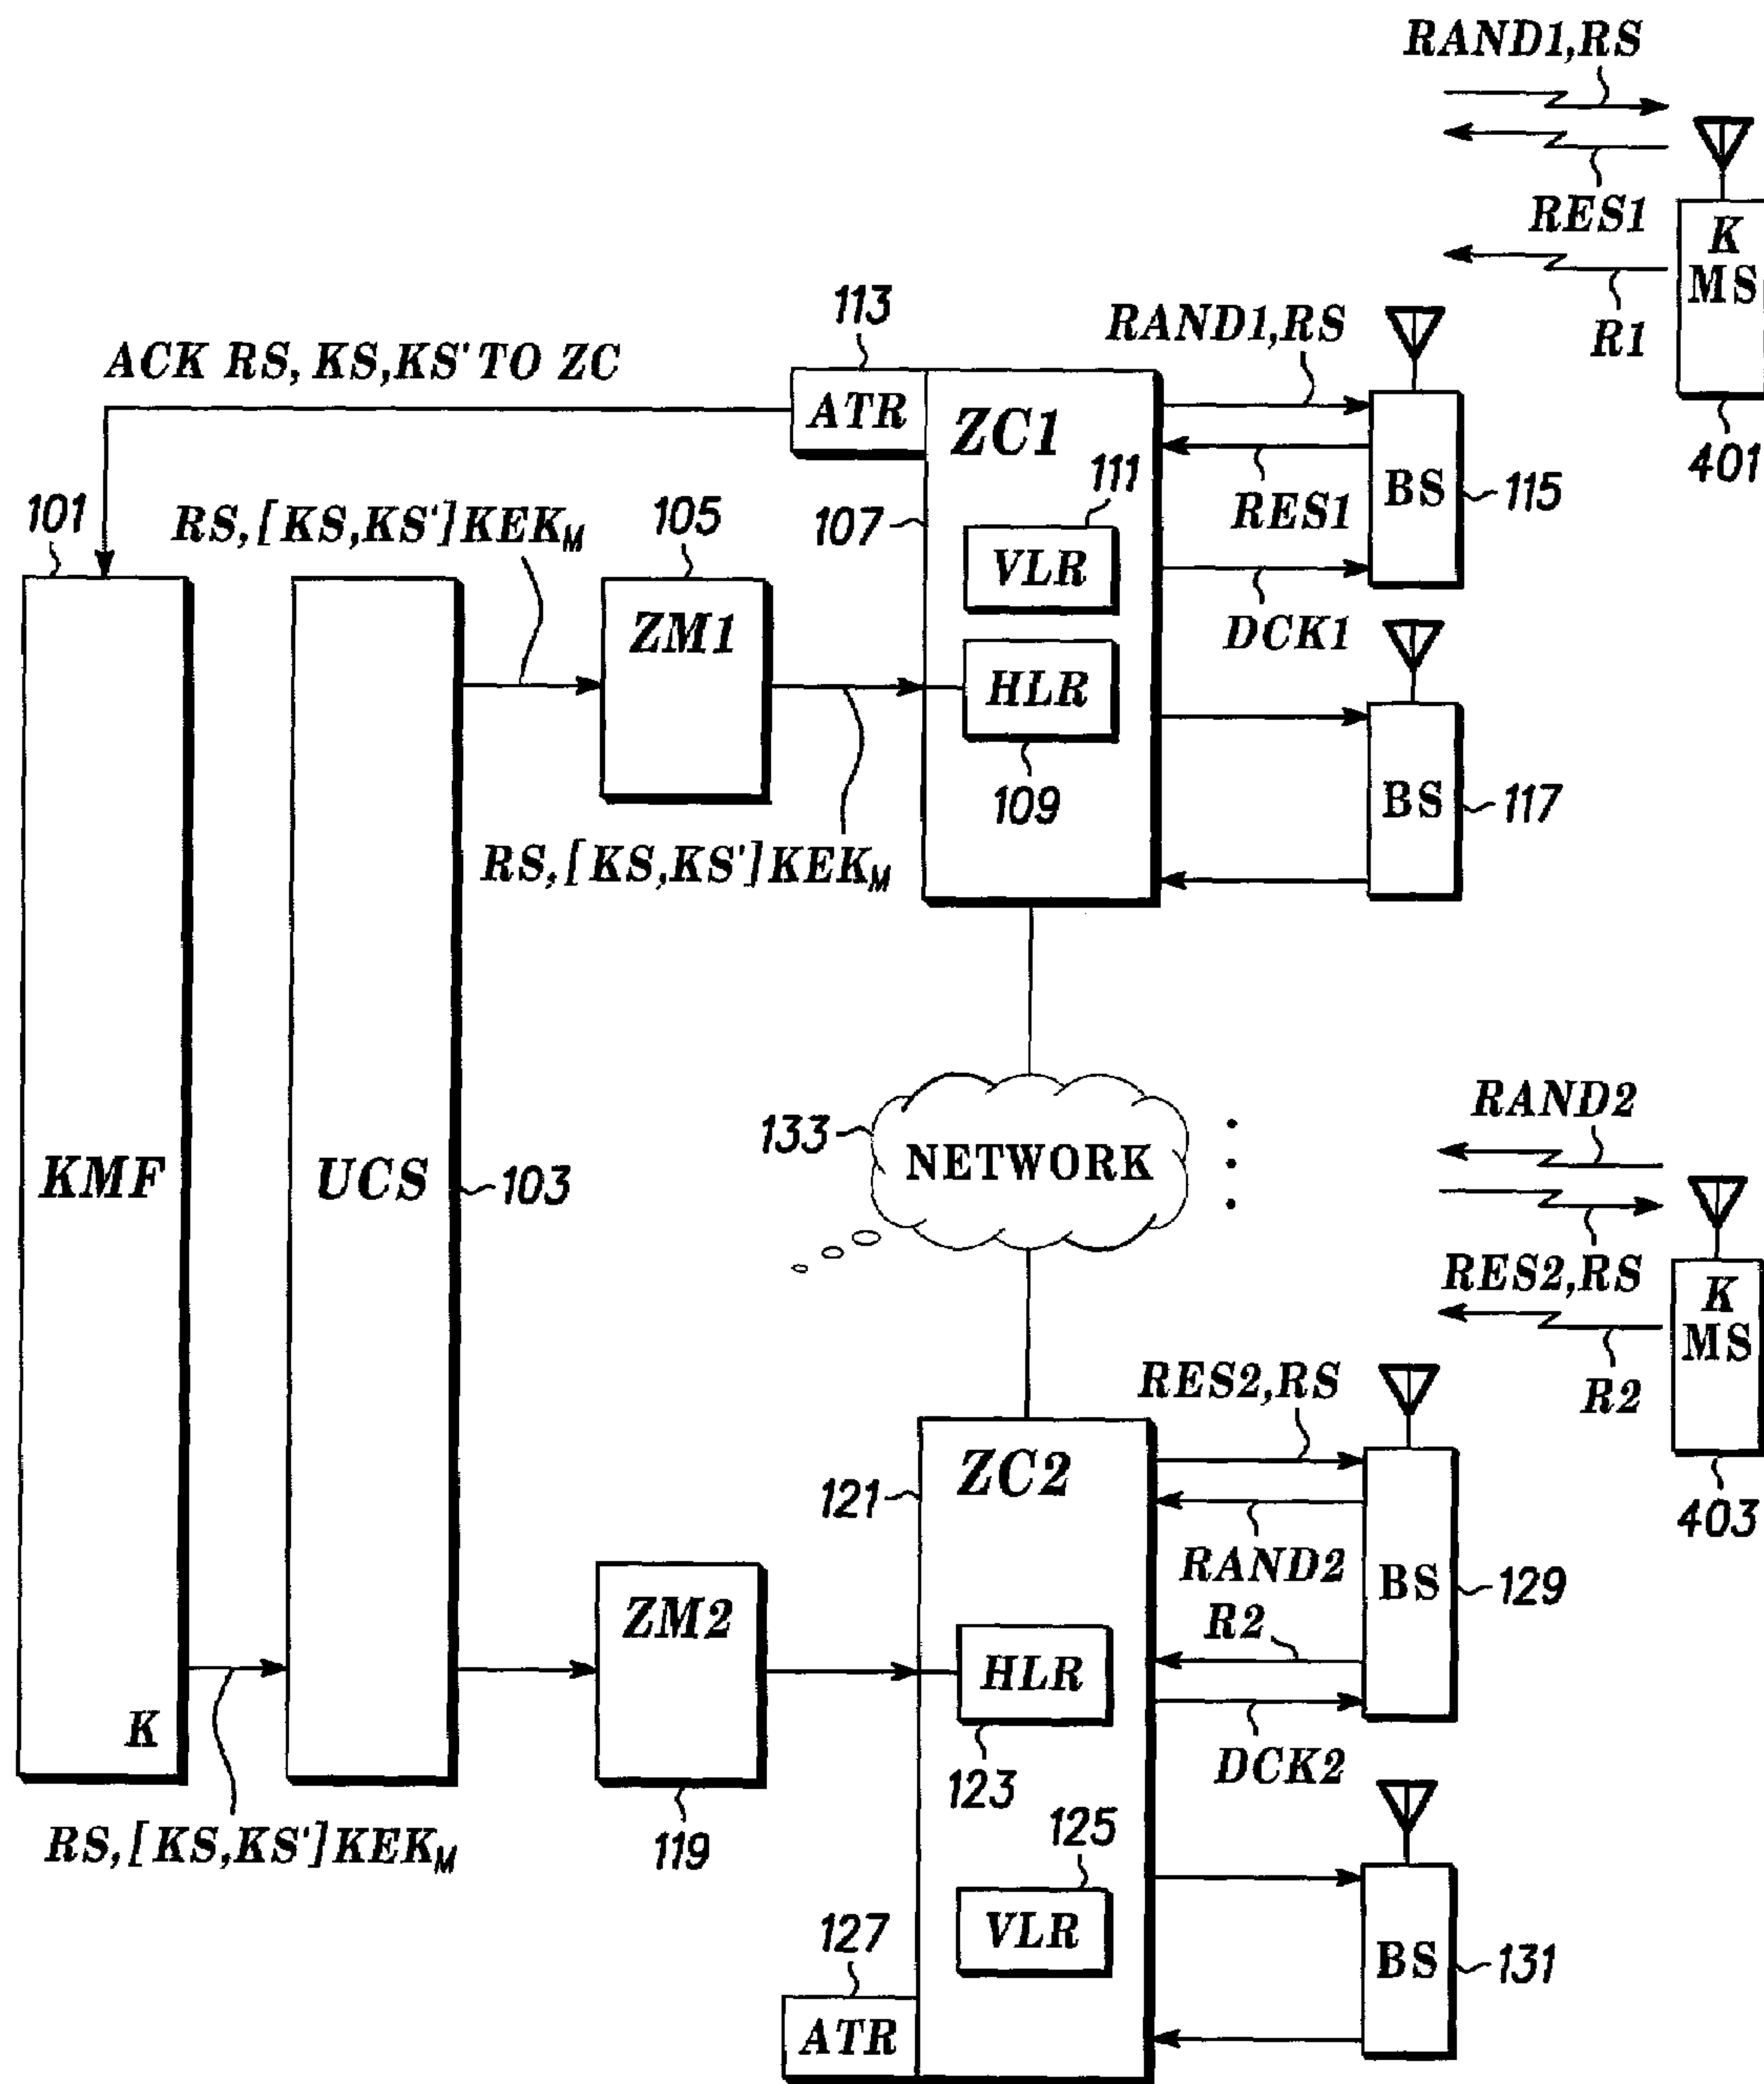 RAND1,RS
RES1
R1
K
MS
401
113
ACK RS, KS,KS' TO ZC
ATR
ZC1
RAND1,RS
RES1
DCK1
BS
115
111
VLR
107
HLR
109
BS
117
101
RS,[KS,KS']KEKM
105
ZM1
RS,[KS,KS']KEKM
KMF
UCS
103
133
NETWORK
RAND2
RES2,RS
R2
K
MS
403
RES2,RS
ZC2
121
RAND2
R2
DCK2
BS
129
ZM2
119
HLR
123
K
RS,[KS,KS']KEKM
125
VLR
127
ATR
BS
131